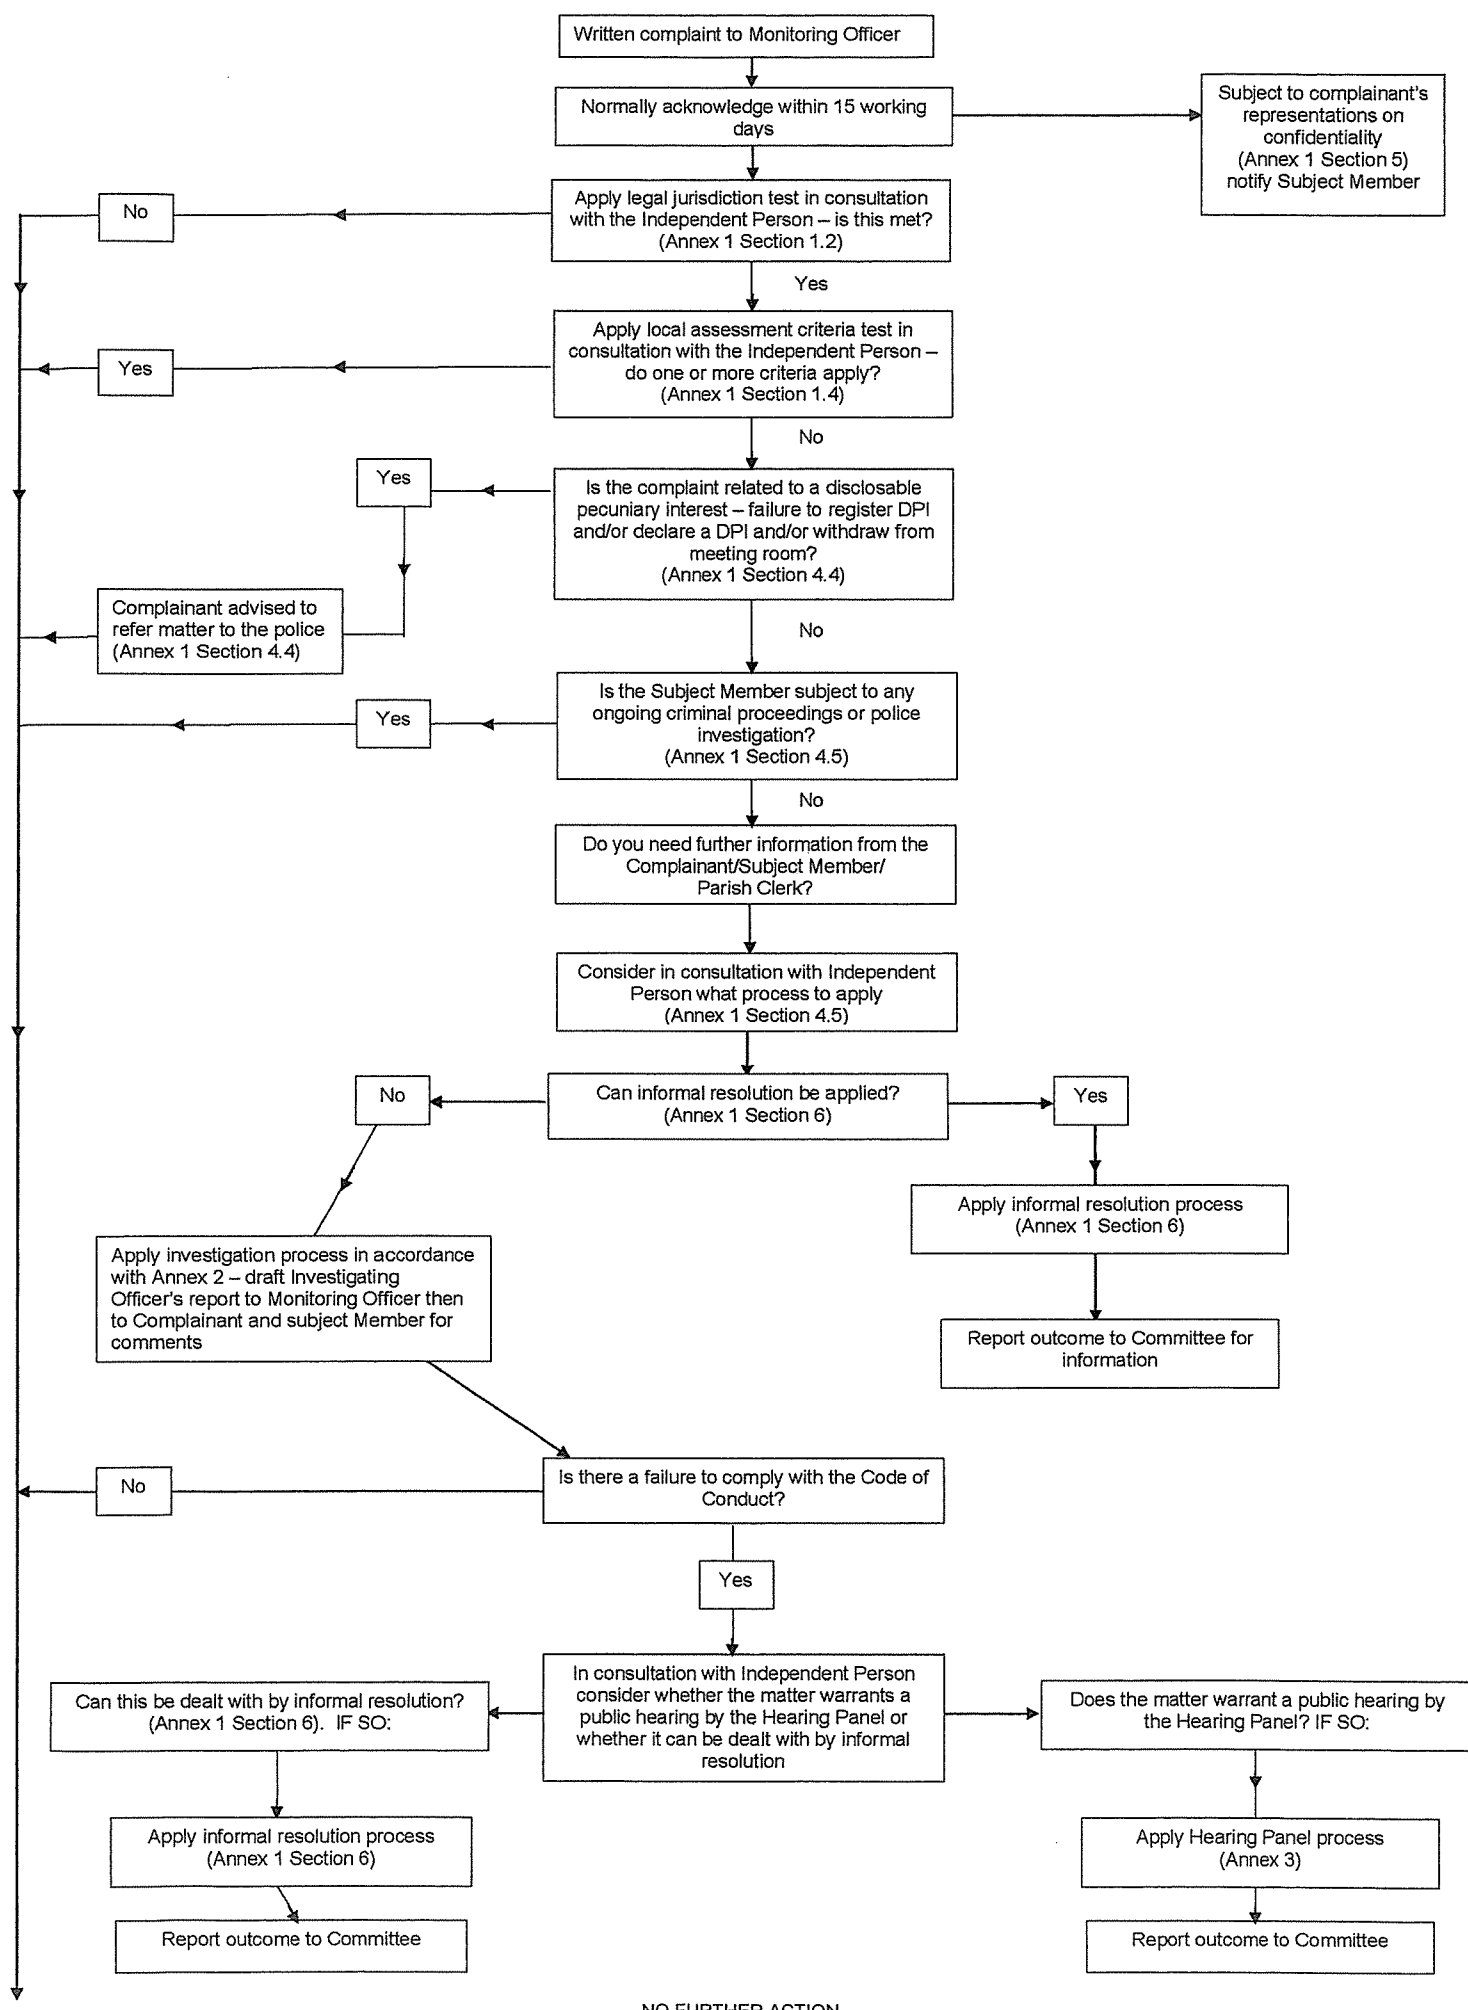 Written complaint to Monitoring Officer
Normally acknowledge within 15 working
days
Subject to complainant's
representations on
confidentiality
(Annex 1 Section 5)
notify Subject Member
No
Apply legal jurisdiction test in consultation
with the Independent Person – is this met?
(Annex 1 Section 1.2)
Yes
Apply local assessment criteria test in
consultation with the Independent Person –
do one or more criteria apply?
(Annex 1 Section 1.4)
Yes
No
Yes
Is the complaint related to a disclosable
pecuniary interest – failure to register DPI
and/or declare a DPI and/or withdraw from
meeting room?
(Annex 1 Section 4.4)
Complainant advised to
refer matter to the police
(Annex 1 Section 4.4)
No
Yes
Is the Subject Member subject to any
ongoing criminal proceedings or police
investigation?
(Annex 1 Section 4.5)
No
Do you need further information from the
Complainant/Subject Member/
Parish Clerk?
Consider in consultation with Independent
Person what process to apply
(Annex 1 Section 4.5)
No
Can informal resolution be applied?
(Annex 1 Section 6)
Yes
Apply informal resolution process
(Annex 1 Section 6)
Apply investigation process in accordance
with Annex 2 – draft Investigating
Officer's report to Monitoring Officer then
to Complainant and subject Member for
comments
Report outcome to Committee for
information
No
Is there a failure to comply with the Code of
Conduct?
Yes
Can this be dealt with by informal resolution?
(Annex 1 Section 6).  IF SO:
In consultation with Independent Person
consider whether the matter warrants a
public hearing by the Hearing Panel or
whether it can be dealt with by informal
resolution
Does the matter warrant a public hearing by
the Hearing Panel? IF SO:
Apply informal resolution process
(Annex 1 Section 6)
Apply Hearing Panel process
(Annex 3)
Report outcome to Committee
Report outcome to Committee
NO FURTHER ACTION